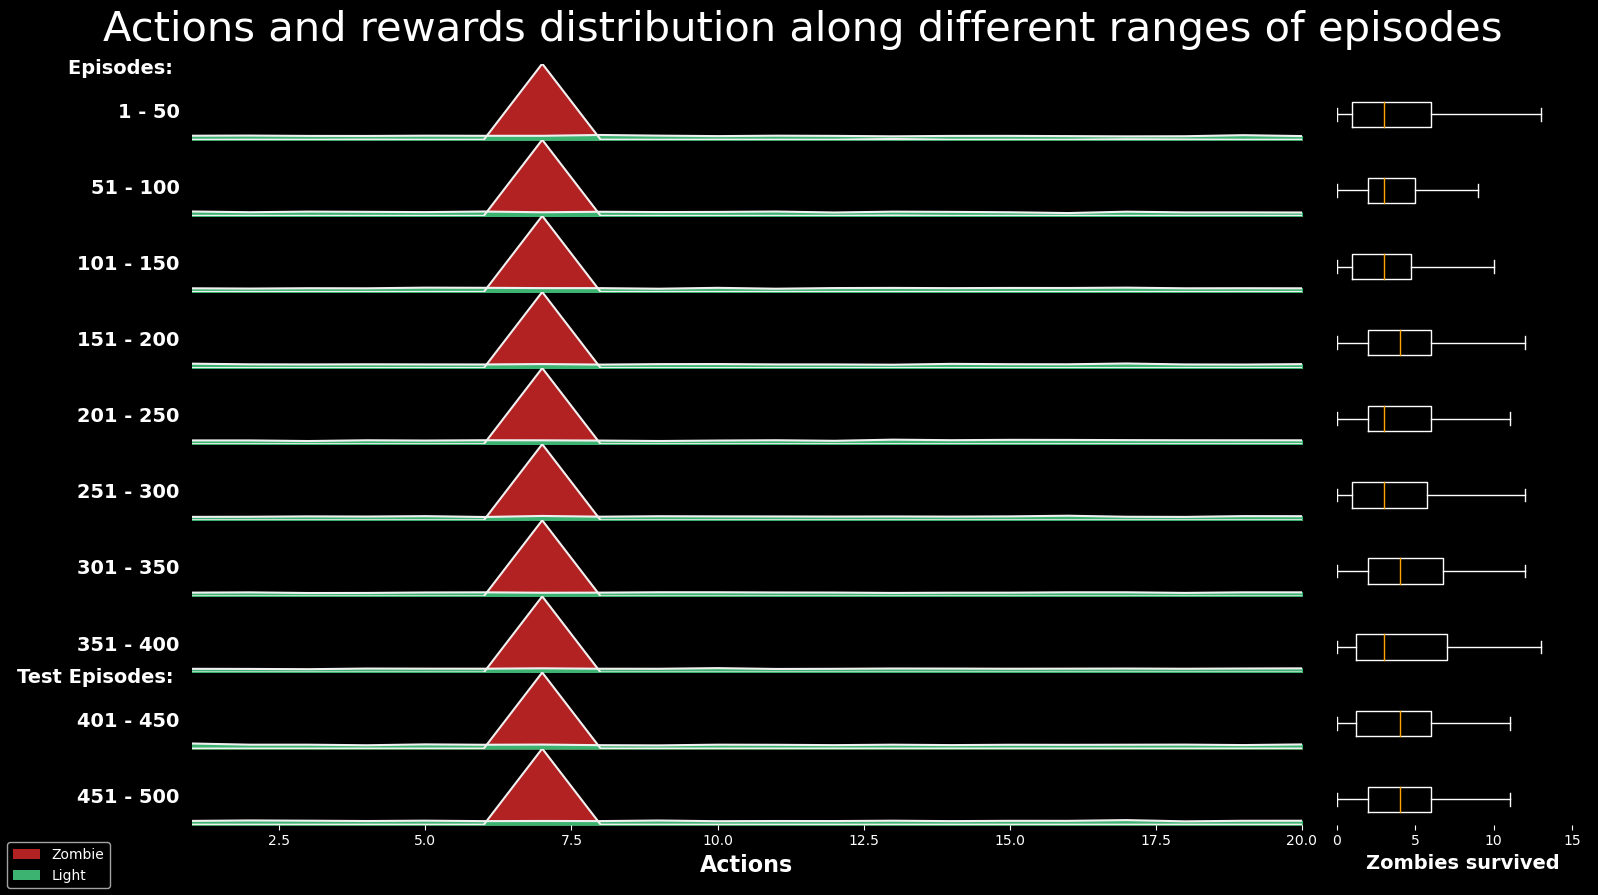 Actions and rewards distribution along different ranges of episodes
Episodes:
1 - 50
51 - 100
101 - 150
151 - 200
201 - 250
251 - 300
301 - 350
351 - 400
Test Episodes:
401 - 450
451 - 500
2.5 5.0 7.5 10.0 12.5 15.0 17.5 20.0 0 5 10 15
Actions
Zombies survived
Zombie
Light